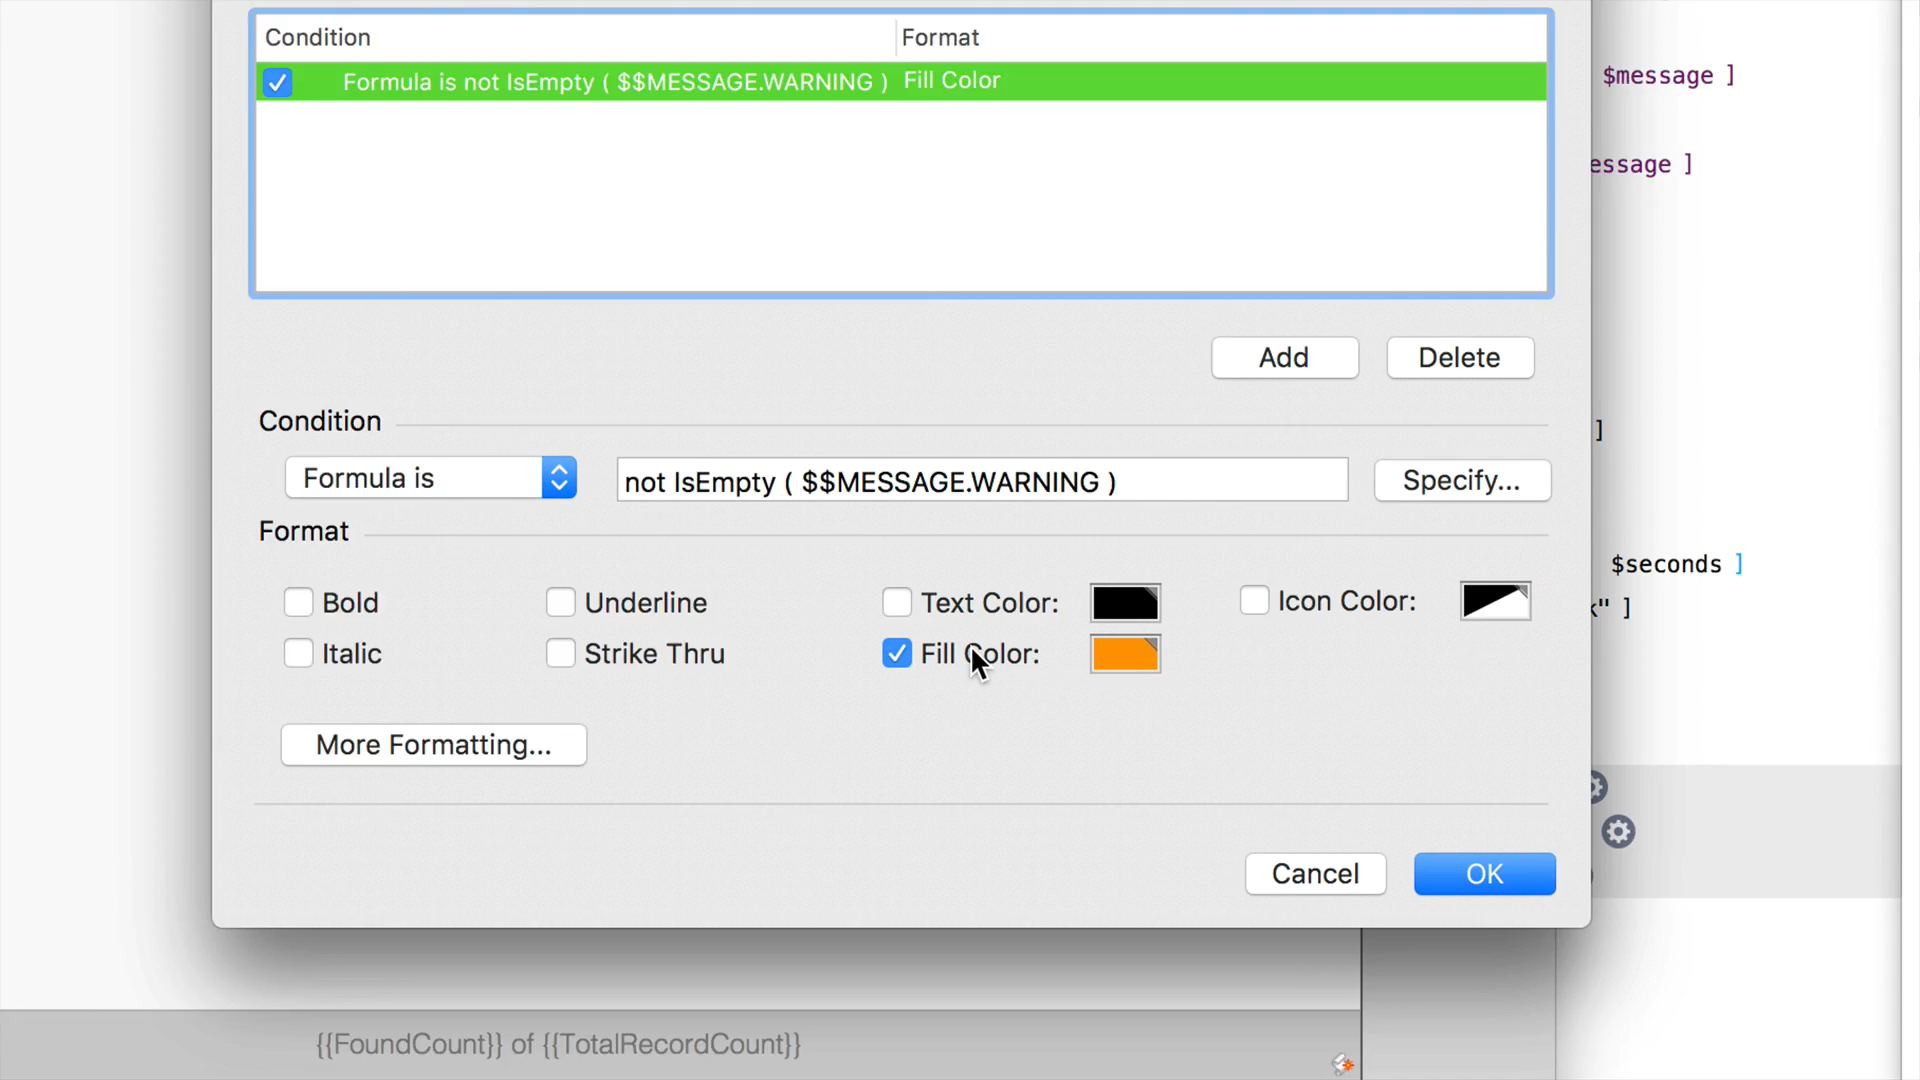 Condition Format
Formula is not IsEmpty ( $$MESSAGE.WARNING ) Fill Color
$message ]
essage ]
Add Delete
Condition
]
Formula is not IsEmpty ( $$MESSAGE.WARNING ) Specify...
Format
$seconds ]
Bold Underline Text Color: Icon Color:
" ]
Italic Strike Thru Fill Color:
More Formatting...
Cancel OK
{{FoundCount}} of {{TotalRecordCount}}